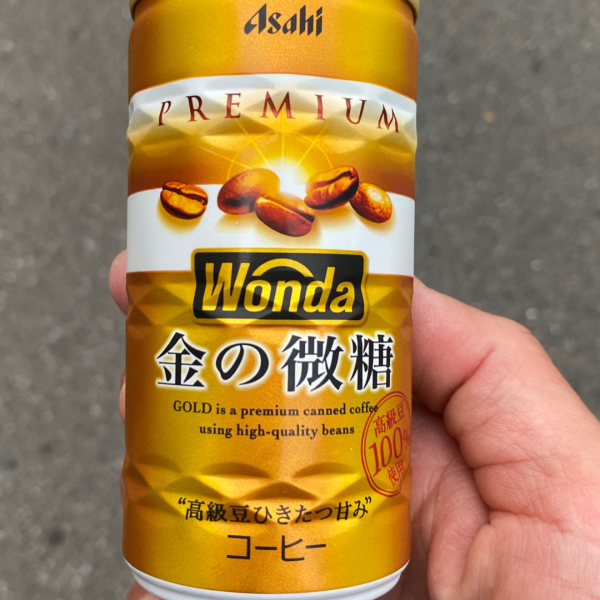 Asahi
PREMIUM
Wonda
金の微糖
GOLD is a premium canned coffee
using high-quality beans
高級豆
100%
使用
“高級豆ひきたつ甘み”
コーヒー